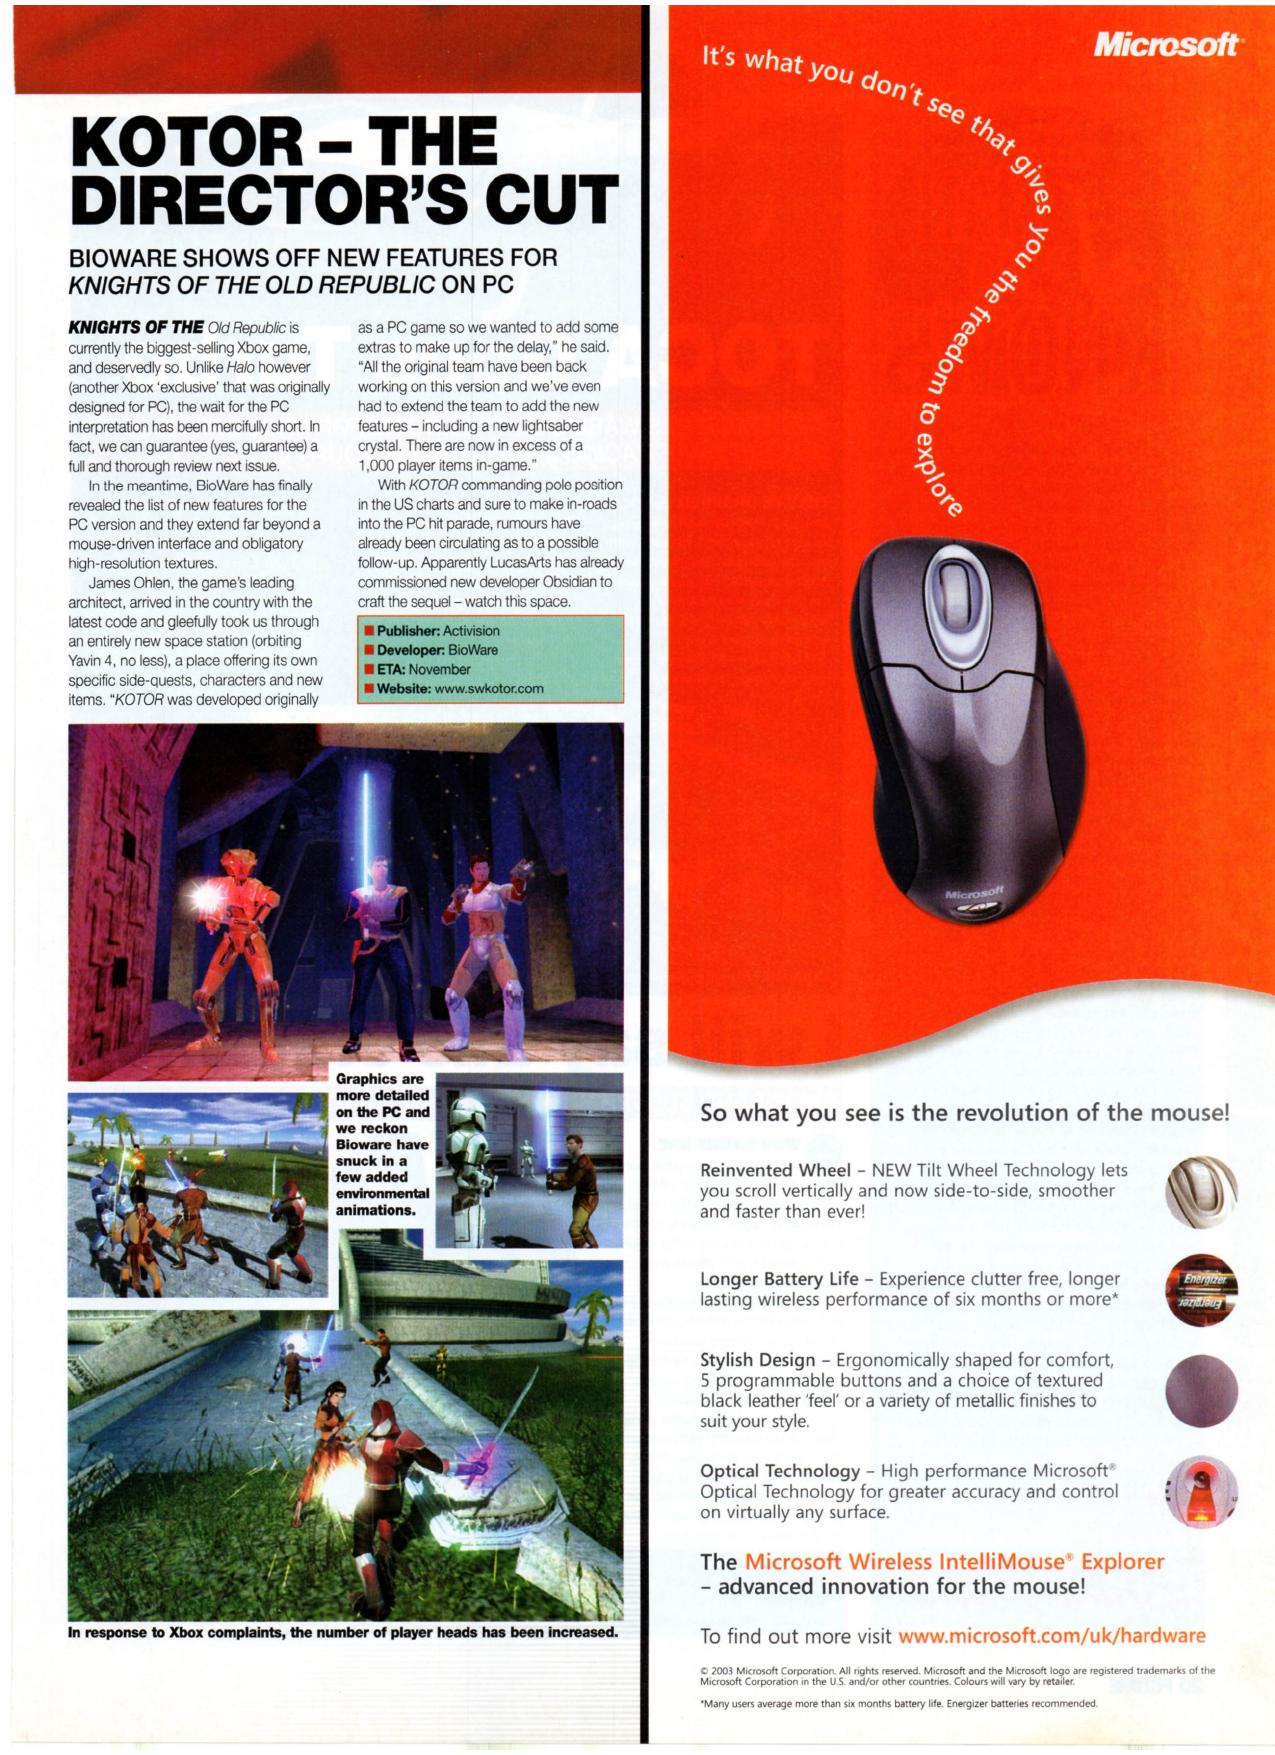 KOTOR – THE
DIRECTOR'S CUT
BIOWARE SHOWS OFF NEW FEATURES FOR
KNIGHTS OF THE OLD REPUBLIC ON PC
KNIGHTS OF THE Old Republic is
currently the biggest-selling Xbox game,
and deservedly so. Unlike Halo however
(another Xbox 'exclusive' that was originally
designed for PC), the wait for the PC
interpretation has been mercifully short. In
fact, we can guarantee (yes, guarantee) a
full and thorough review next issue.
In the meantime, BioWare has finally
revealed the list of new features for the
PC version and they extend far beyond a
mouse-driven interface and obligatory
high-resolution textures.
James Ohlen, the game's leading
architect, arrived in the country with the
latest code and gleefully took us through
an entirely new space station (orbiting
Yavin 4, no less), a place offering its own
specific side-quests, characters and new
items. "KOTOR was developed originally
as a PC game so we wanted to add some
extras to make up for the delay," he said.
"All the original team have been back
working on this version and we've even
had to extend the team to add the new
features – including a new lightsaber
crystal. There are now in excess of a
1,000 player items in-game."
With KOTOR commanding pole position
in the US charts and sure to make in-roads
into the PC hit parade, rumours have
already been circulating as to a possible
follow-up. Apparently LucasArts has already
commissioned new developer Obsidian to
craft the sequel – watch this space.
Publisher: Activision
Developer: BioWare
ETA: November
Website: www.swkotor.com
Graphics are
more detailed
on the PC and
we reckon
Bioware have
snuck in a
few added
environmental
animations.
In response to Xbox complaints, the number of player heads has been increased.
Microsoft®
It's what you don't see that gives you the freedom to explore
Microsoft
So what you see is the revolution of the mouse!
Reinvented Wheel – NEW Tilt Wheel Technology lets
you scroll vertically and now side-to-side, smoother
and faster than ever!
Longer Battery Life – Experience clutter free, longer
lasting wireless performance of six months or more*
Energizer
Energizer
Stylish Design – Ergonomically shaped for comfort,
5 programmable buttons and a choice of textured
black leather 'feel' or a variety of metallic finishes to
suit your style.
Optical Technology – High performance Microsoft®
Optical Technology for greater accuracy and control
on virtually any surface.
The Microsoft Wireless IntelliMouse® Explorer
– advanced innovation for the mouse!
To find out more visit www.microsoft.com/uk/hardware
© 2003 Microsoft Corporation. All rights reserved. Microsoft and the Microsoft logo are registered trademarks of the
Microsoft Corporation in the U.S. and/or other countries. Colours will vary by retailer.
*Many users average more than six months battery life. Energizer batteries recommended.